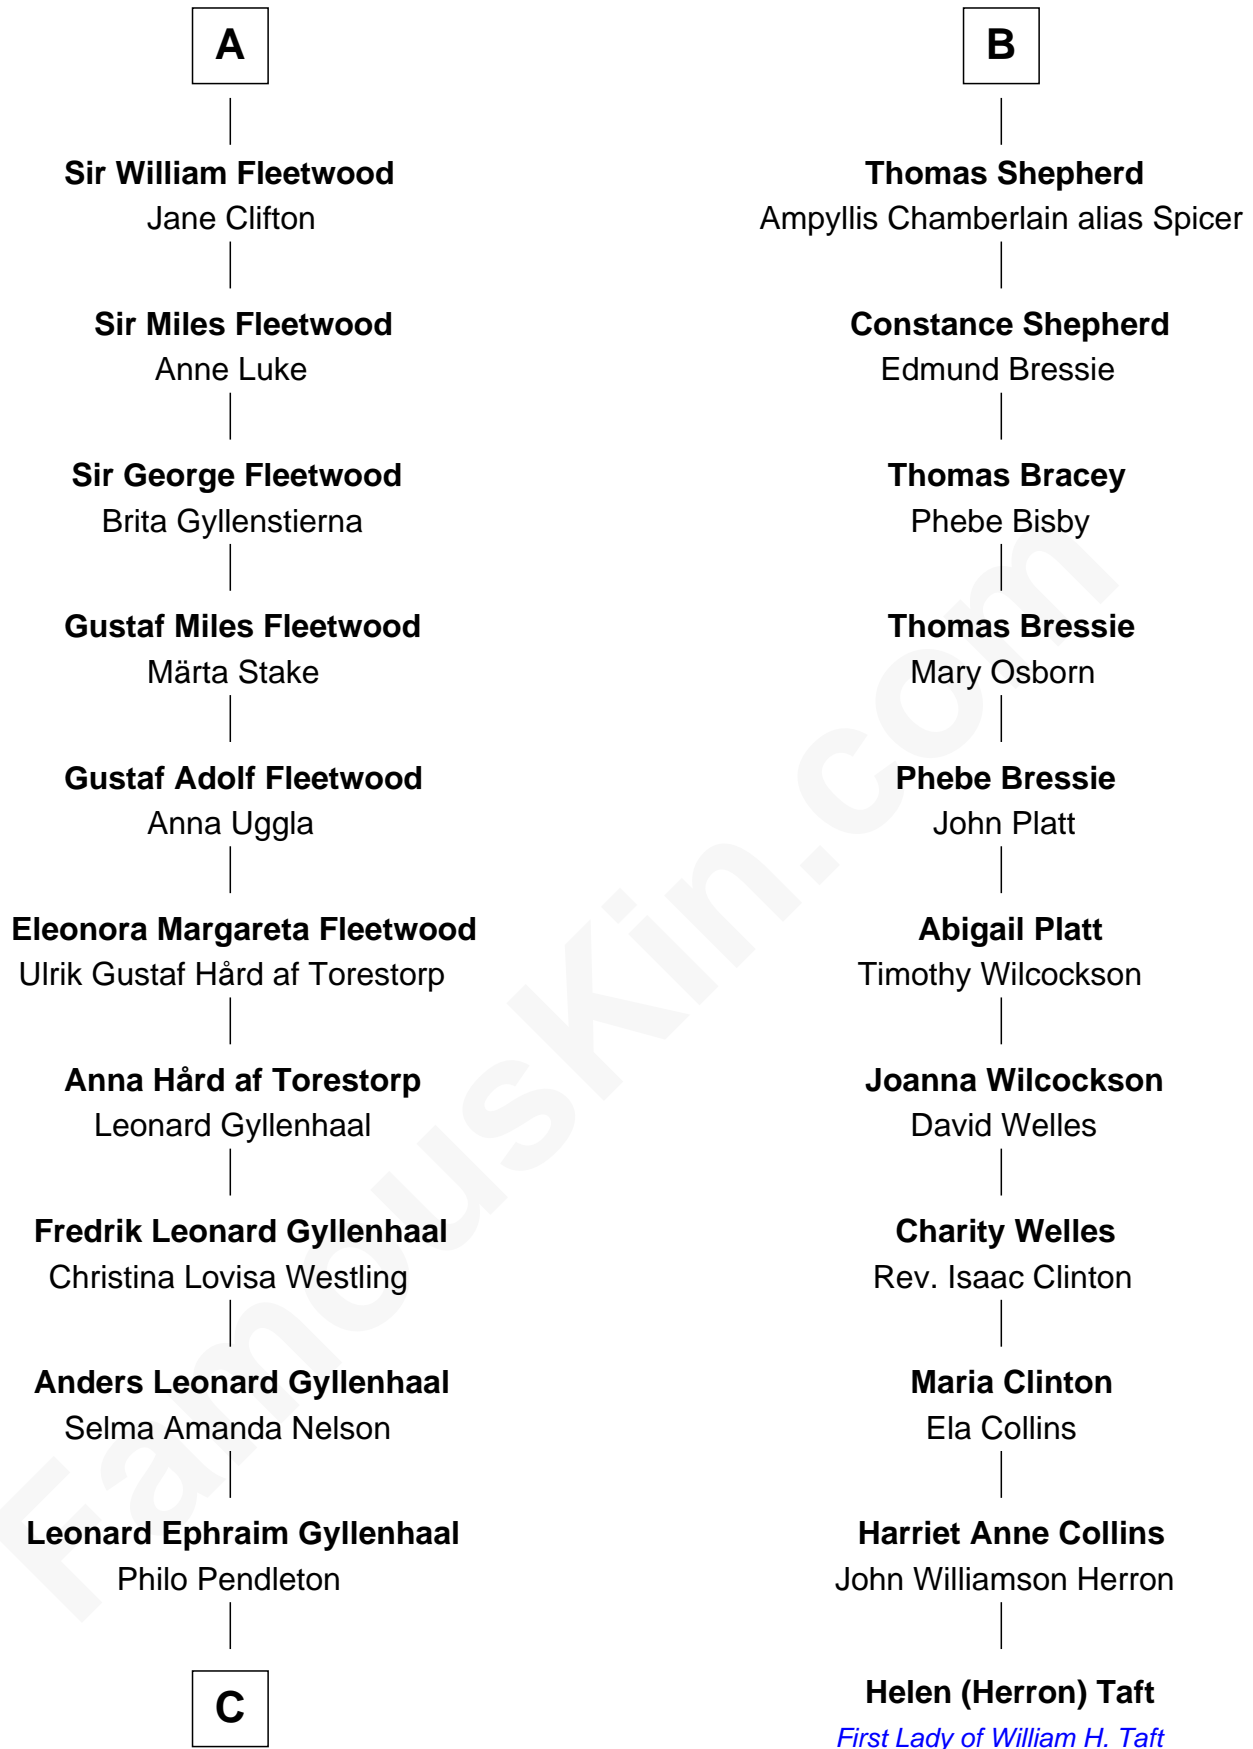 A
Sir William Fleetwood
Jane Clifton
Sir Miles Fleetwood
Anne Luke
Sir George Fleetwood
Brita Gyllenstierna
Gustaf Miles Fleetwood
Märta Stake
Gustaf Adolf Fleetwood
Anna Uggla
Eleonora Margareta Fleetwood
Ulrik Gustaf Hård af Torestorp
Anna Hård af Torestorp
Leonard Gyllenhaal
Fredrik Leonard Gyllenhaal
Christina Lovisa Westling
Anders Leonard Gyllenhaal
Selma Amanda Nelson
Leonard Ephraim Gyllenhaal
Philo Pendleton
C
B
Thomas Shepherd
Ampyllis Chamberlain alias Spicer
Constance Shepherd
Edmund Bressie
Thomas Bracey
Phebe Bisby
Thomas Bressie
Mary Osborn
Phebe Bressie
John Platt
Abigail Platt
Timothy Wilcockson
Joanna Wilcockson
David Welles
Charity Welles
Rev. Isaac Clinton
Maria Clinton
Ela Collins
Harriet Anne Collins
John Williamson Herron
Helen (Herron) Taft
First Lady of William H. Taft
FamousKin.com